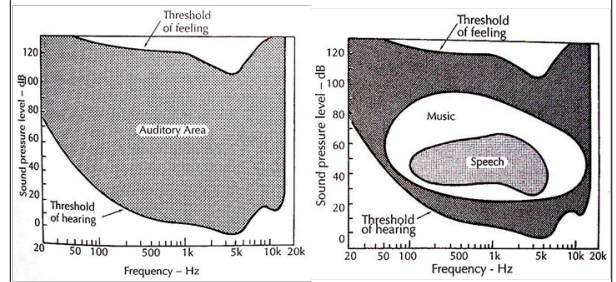 Threshold
of feeling
120
100
80
60
40
20
0
Sound pressure level – dB
Auditory Area
Threshold
of hearing
20
50
100
500
1k
5k
10k
20k
Frequency – Hz
Threshold
of feeling
120
100
80
60
40
20
0
Sound pressure level – dB
Music
Speech
Threshold
of hearing
20
50
100
500
1k
5k
10k
20k
Frequency - Hz